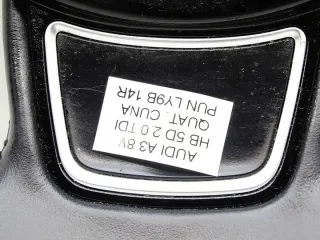 AUDI A3 8V
HB 5D 2.0 TDI
QUAT. CUNA
PUN LY9B 14R